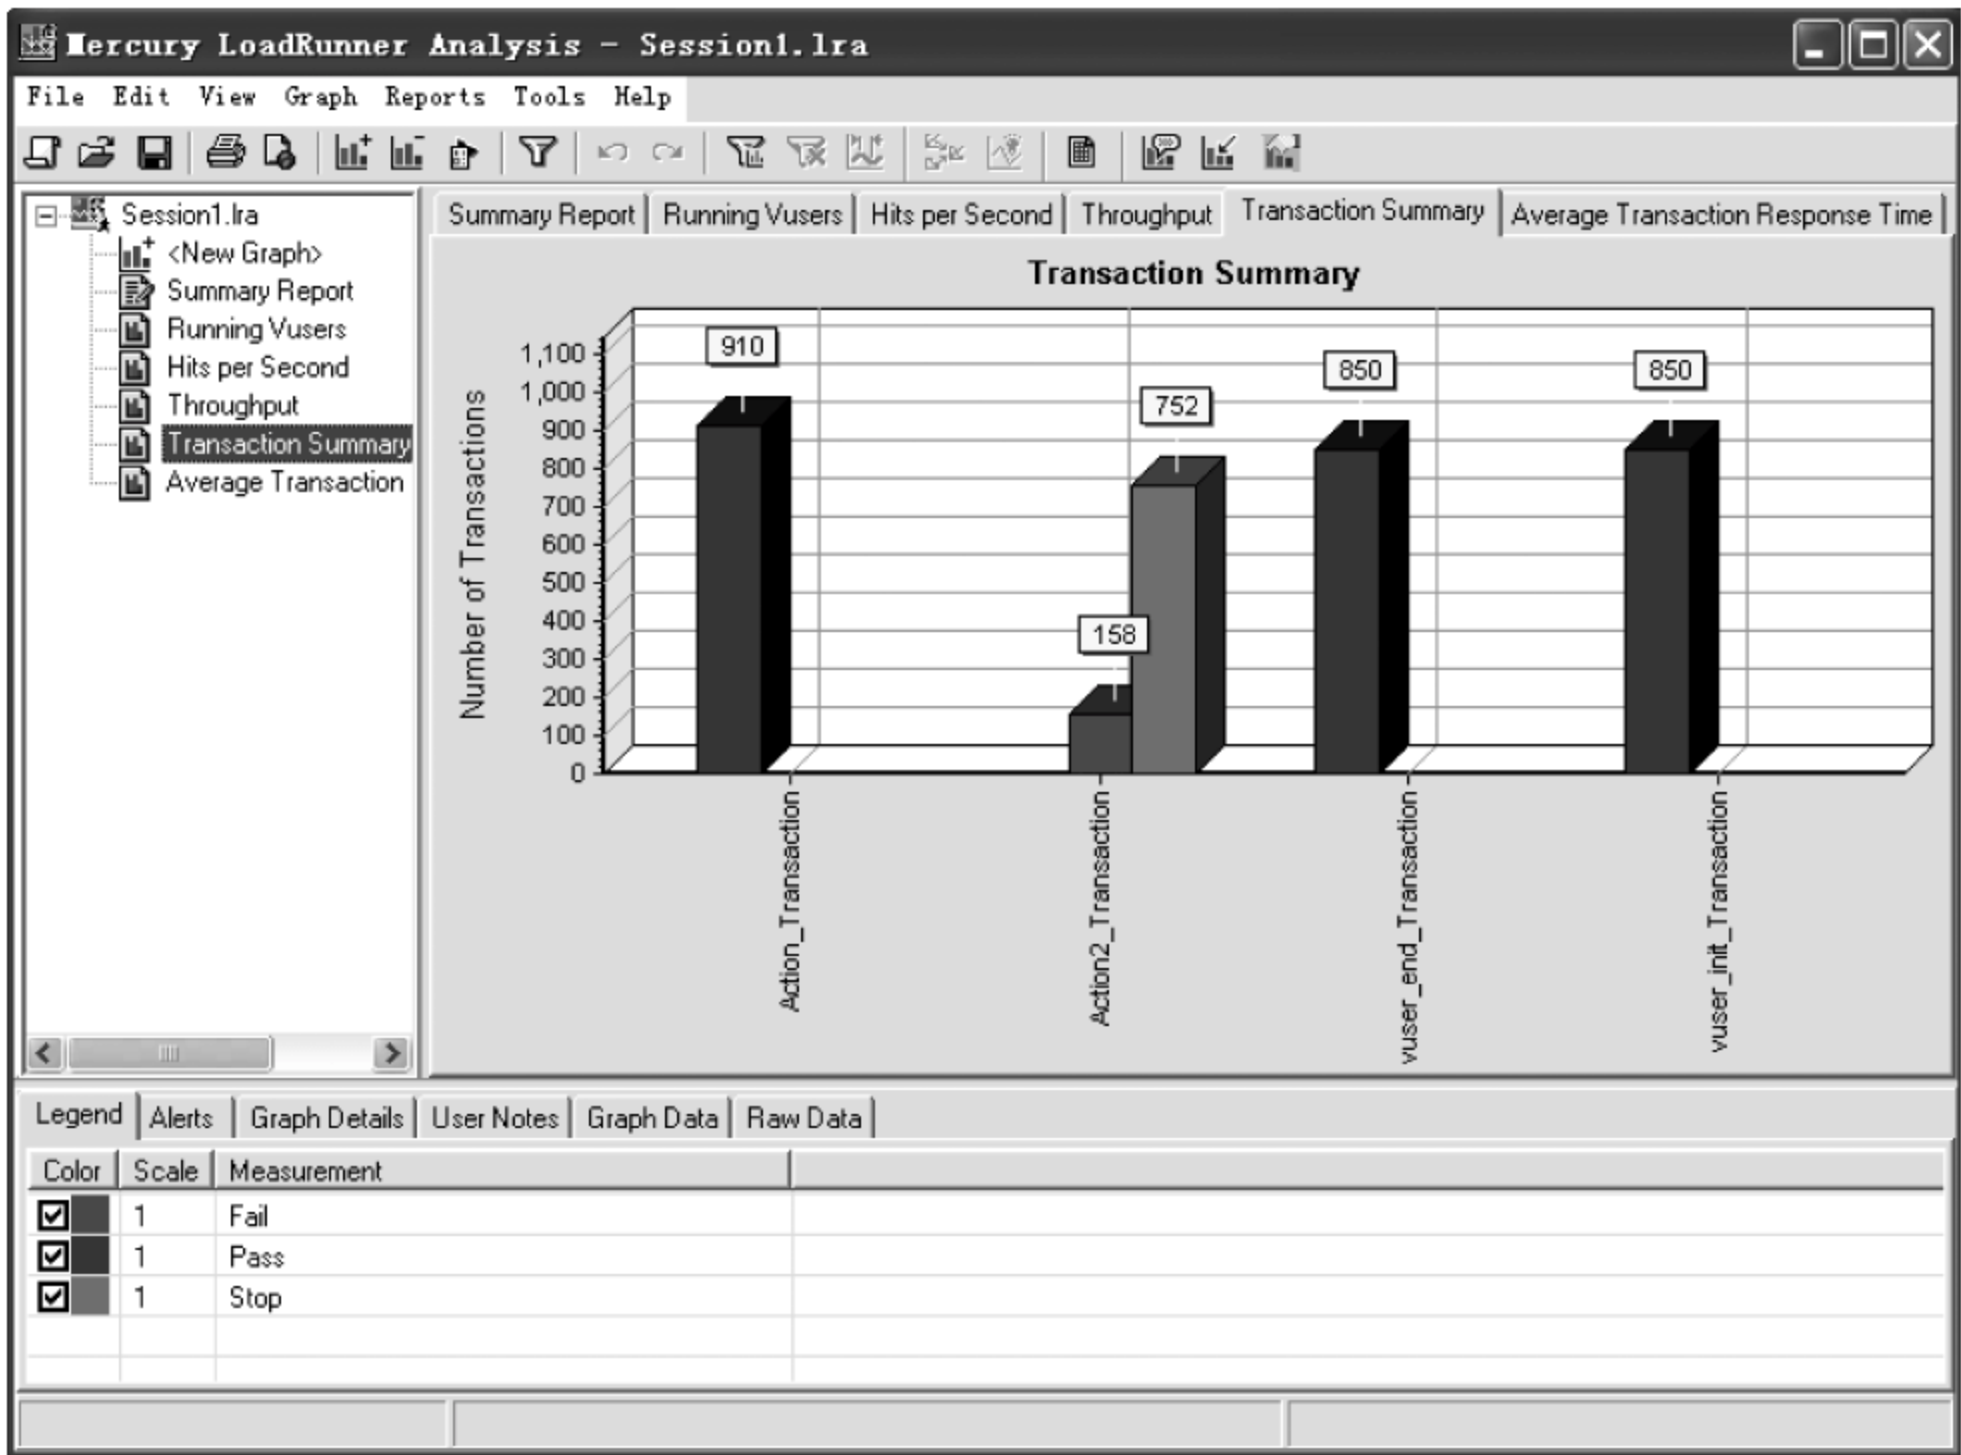 Mercury LoadRunner Analysis - Session1.lra
File Edit View Graph Reports Tools Help
Session1.lra
<New Graph>
Summary Report
Running Vusers
Hits per Second
Throughput
Transaction Summary
Average Transaction
Summary Report Running Vusers Hits per Second Throughput Transaction Summary Average Transaction Response Time
Transaction Summary
Number of Transactions
1,100
1,000
900
800
700
600
500
400
300
200
100
0
910
158
752
850
850
Action_Transaction
Action2_Transaction
vuser_end_Transaction
vuser_init_Transaction
Legend Alerts Graph Details User Notes Graph Data Raw Data
Color Scale Measurement
1 Fail
1 Pass
1 Stop